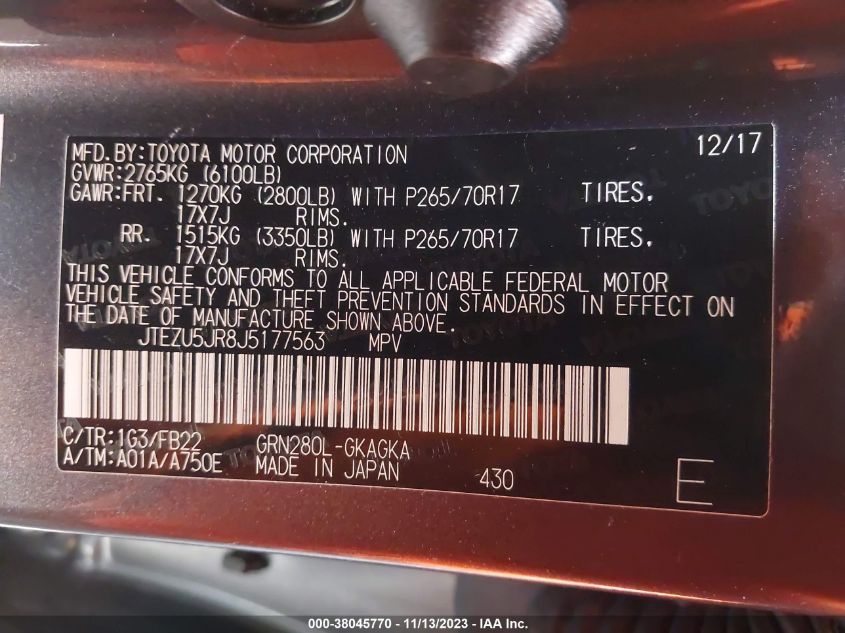 MFD.BY:TOYOTA MOTOR CORPORATION 12/17
GVWR:2765KG (6100LB)
GAWR:FRT. 1270KG (2800LB) WITH P265/70R17 TIRES.
17X7J RIMS.
RR. 1515KG (3350LB) WITH P265/70R17 TIRES.
17X7J RIMS.
THIS VEHICLE CONFORMS TO ALL APPLICABLE FEDERAL MOTOR
VEHICLE SAFETY AND THEFT PREVENTION STANDARDS IN EFFECT ON
THE DATE OF MANUFACTURE SHOWN ABOVE.
JTEZU5JR8J5177563 MPV
C/TR:1G3/FB22 GRN280L-GKAGKA
A/TM:A01A/A750E MADE IN JAPAN 430 E
000-38045770 - 11/13/2023 - IAA Inc.